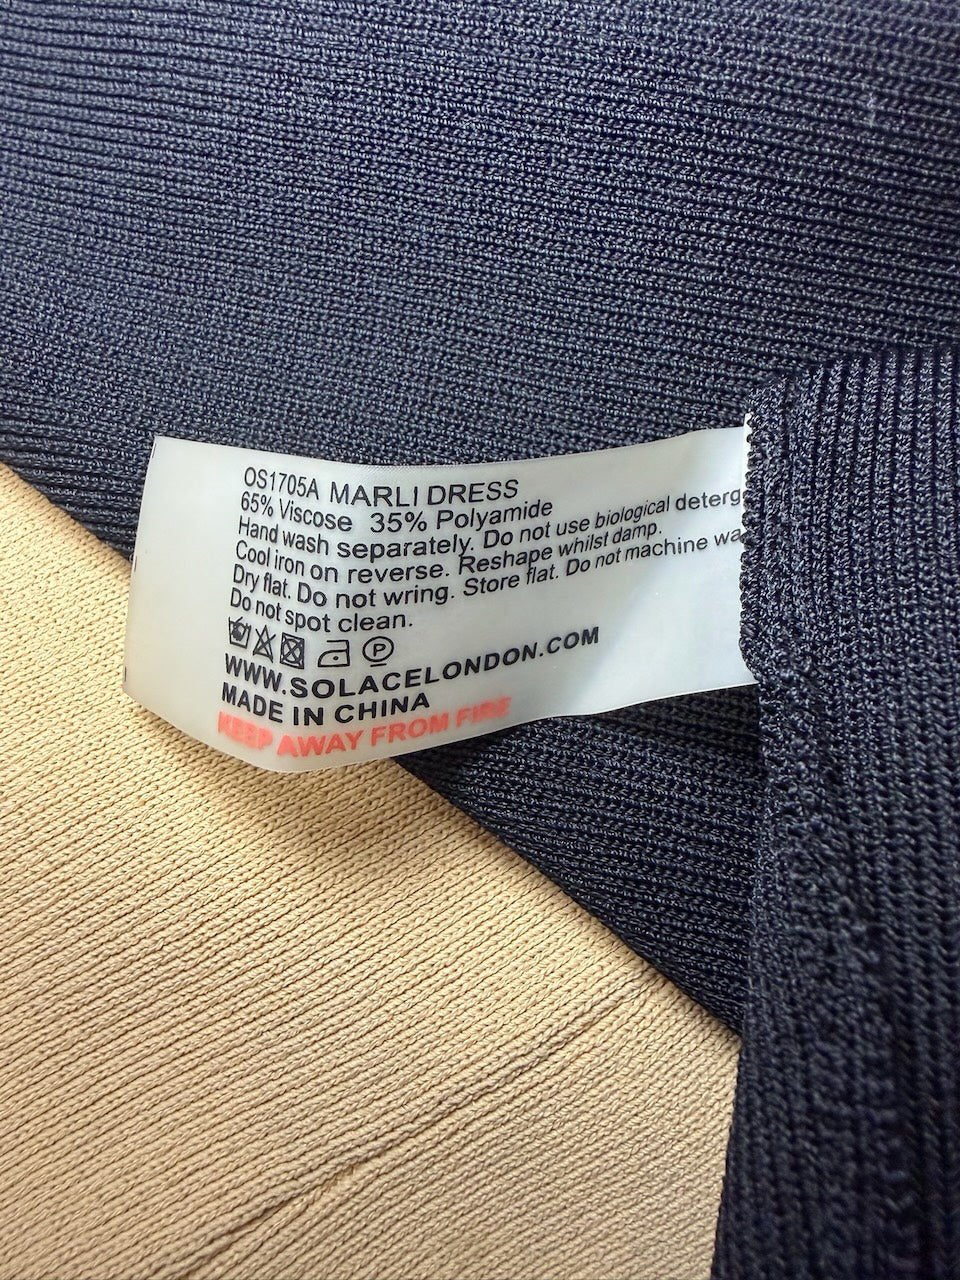 OS1705A MARLI DRESS
65% Viscose 35% Polyamide
Hand wash separately. Do not use biological
Cool iron on reverse. Reshape whilst damp.
Dry flat. Do not wring. Store flat. Do not machine
Do not spot clean.
P
WWW.SOLACELONDON.COM
MADE IN CHINA
KEEP AWAY FROM FIRE